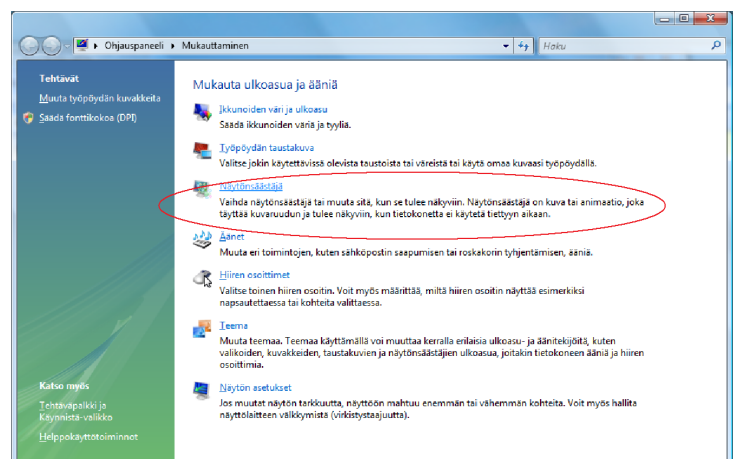 Ohjauspaneeli ▸ Mukauttaminen
Haku
Tehtävät
Muuta työpöydän kuvakkeita
Säädä fonttikokoa (DPI)
Mukauta ulkoasua ja ääniä
Ikkunoiden väri ja ulkoasu
Säädä ikkunoiden väriä ja tyyliä.
Työpöydän taustakuva
Valitse jokin käytettävissä olevista taustoista tai väreistä tai käytä omaa kuvaasi työpöydällä.
Näytönsäästäjä
Vaihda näytönsäästäjä tai muuta sitä, kun se tulee näkyviin. Näytönsäästäjä on kuva tai animaatio, joka
täyttää kuvaruudun ja tulee näkyviin, kun tietokonetta ei käytetä tiettyyn aikaan.
Äänet
Muuta eri toimintojen, kuten sähköpostin saapumisen tai roskakorin tyhjentämisen, ääniä.
Hiiren osoittimet
Valitse toinen hiiren osoitin. Voit myös määrittää, miltä hiiren osoitin näyttää esimerkiksi
napsautettaessa tai kohteita valittaessa.
Teema
Muuta teemaa. Teemaa käyttämällä voi muuttaa kerralla erilaisia ulkoasu- ja äänitekijöitä, kuten
valikoiden, kuvakkeiden, taustakuvien ja näytönsäästäjien ulkoasua, joitakin tietokoneen ääniä ja hiiren
osoittimia.
Näytön asetukset
Jos muutat näytön tarkkuutta, näyttöön mahtuu enemmän tai vähemmän kohteita. Voit myös hallita
näyttölaitteen välkkymistä (virkistystaajuutta).
Katso myös
Tehtäväpalkki ja
Käynnistä-valikko
Helppokäyttötoiminnot